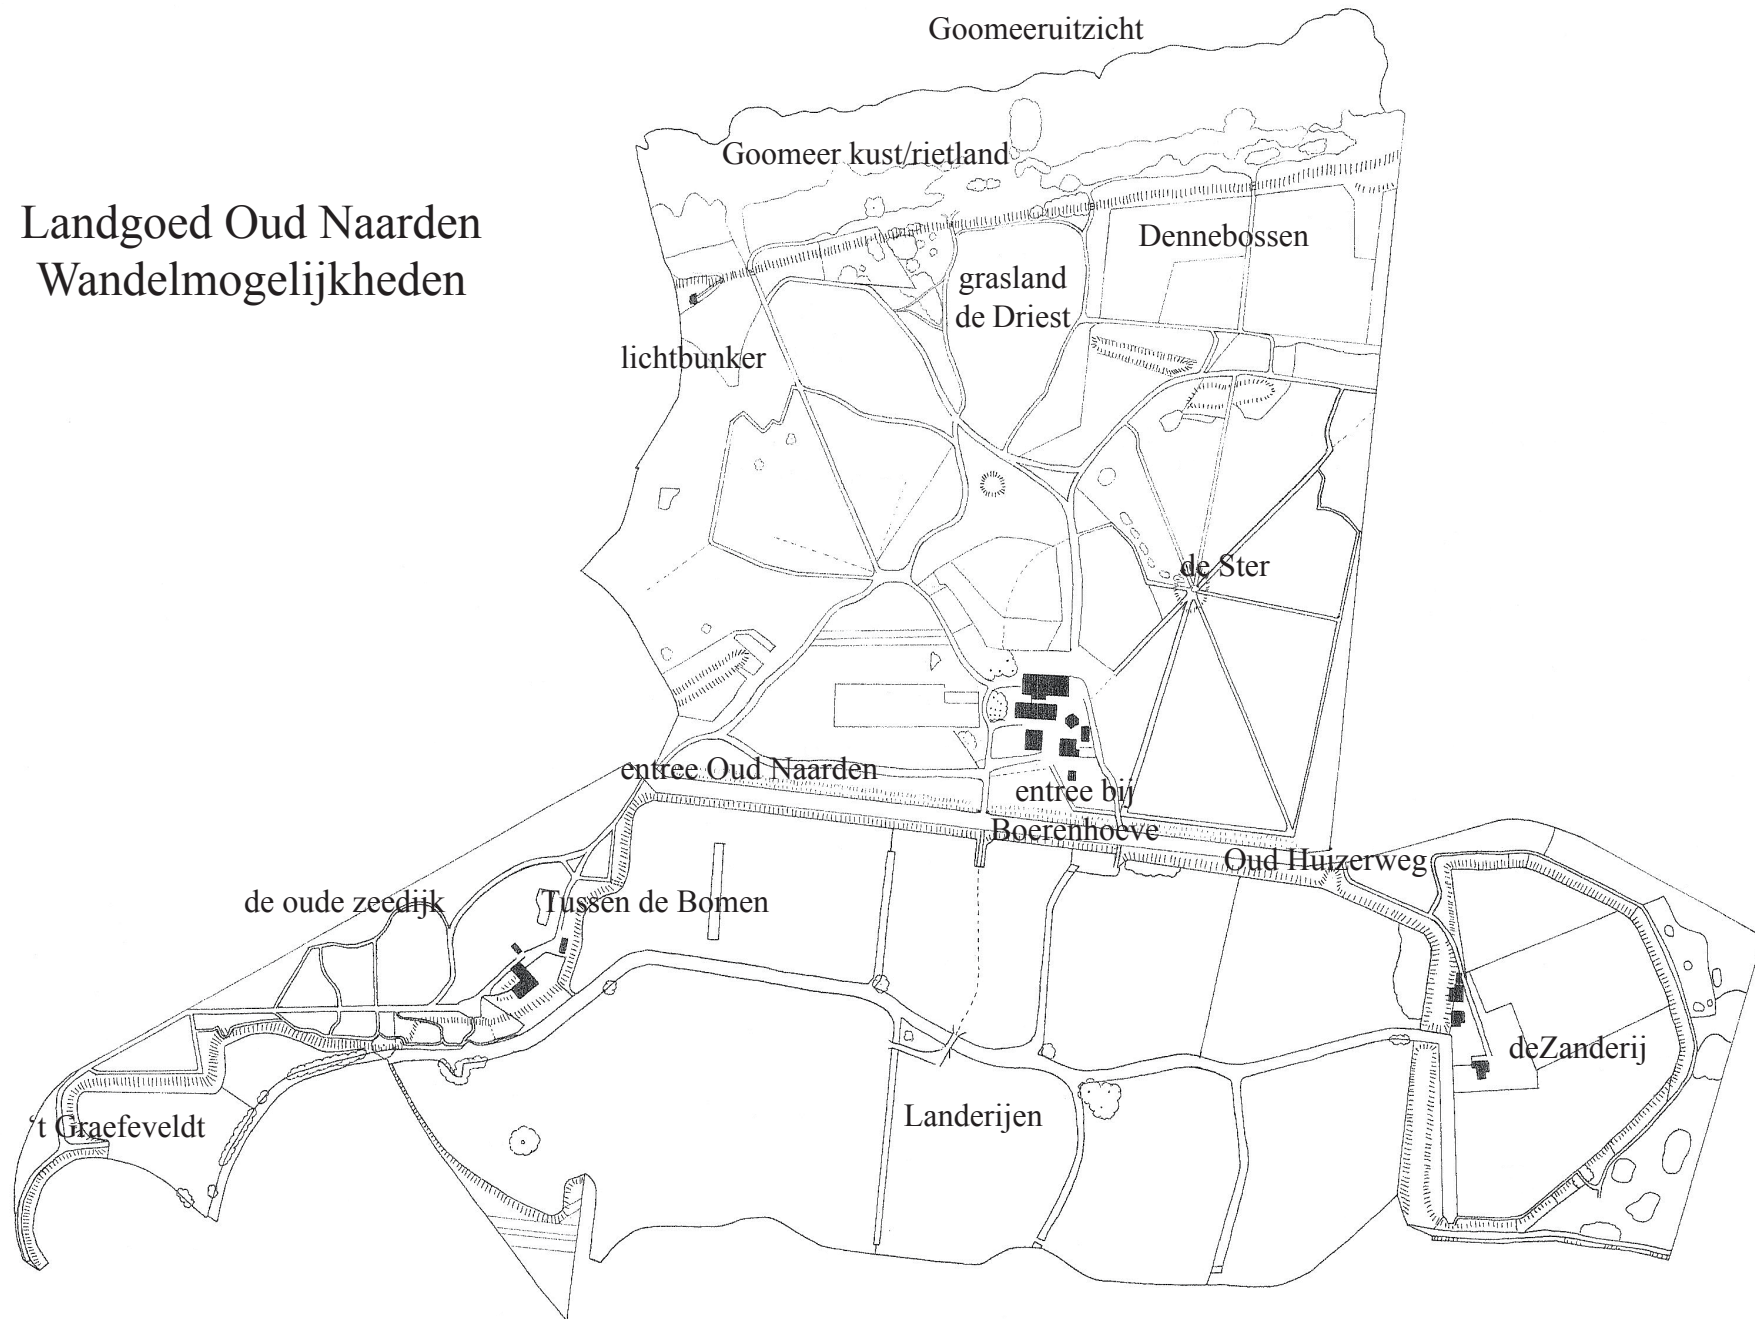 Goomeeruitzicht
Goomeer kust/rietland
Landgoed Oud Naarden
Wandelmogelijkheden
Dennebossen
grasland
de Driest
lichtbunker
de Ster
entree Oud Naarden
entree bij
Boerenhoeve
Oud Huizerweg
de oude zeedijk
Tussen de Bomen
deZanderij
Landerijen
‘t Graefeveldt